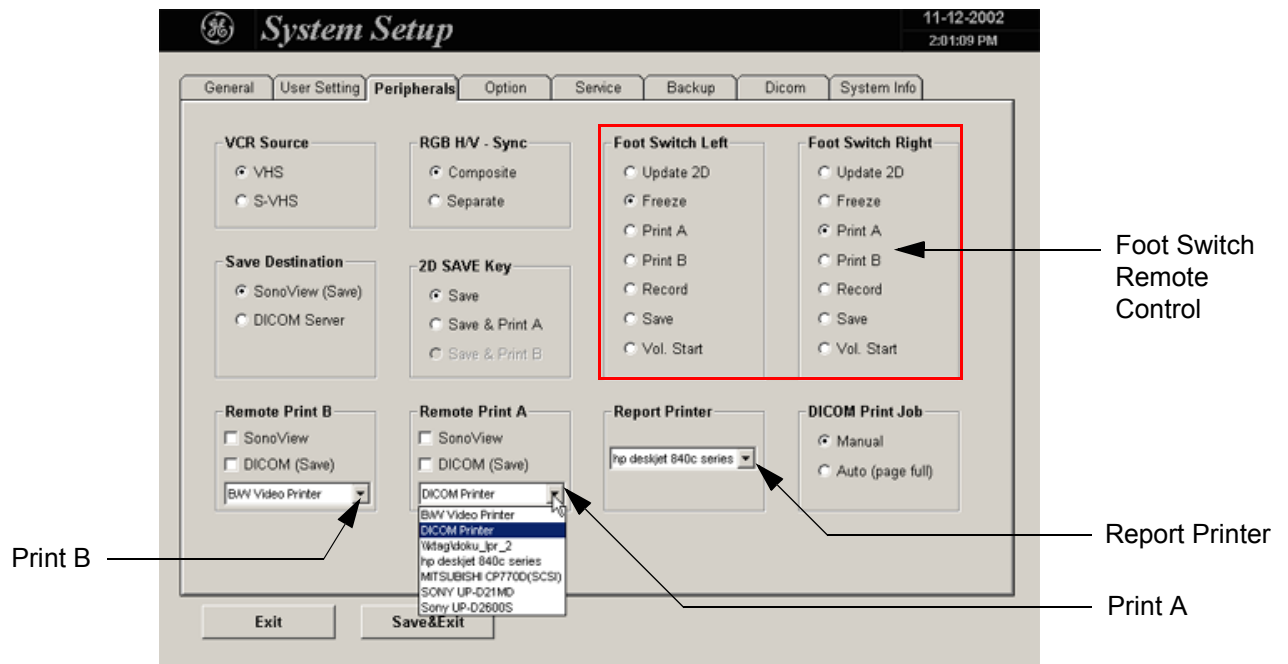 System Setup
11-12-2002
2:01:09 PM
General User Setting Peripherals Option Service Backup Dicom System Info
VCR Source
VHS
S-VHS
RGB H/V - Sync
Composite
Separate
Foot Switch Left
Update 2D
Freeze
Print A
Print B
Record
Save
Vol. Start
Foot Switch Right
Update 2D
Freeze
Print A
Print B
Record
Save
Vol. Start
Foot Switch
Remote
Control
Save Destination
SonoView (Save)
DICOM Server
2D SAVE Key
Save
Save & Print A
Save & Print B
Remote Print B
SonoView
DICOM (Save)
B/W Video Printer
Remote Print A
SonoView
DICOM (Save)
DICOM Printer
B/W Video Printer
DICOM Printer
\\ktag\doku_lpr_2
hp deskjet 840c series
MITSUBISHI CP770D(SCSI)
SONY UP-D21MD
Sony UP-D2600S
Report Printer
hp deskjet 840c series
DICOM Print Job
Manual
Auto (page full)
Print B
Report Printer
Print A
Exit
Save&Exit